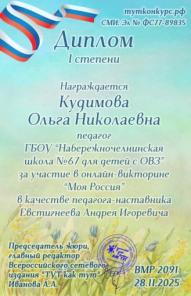 тутконкурс.рф
СМИ: Эл № ФС77-89835
Диплом
I степени
Награждается
Кудимова
Ольга Николаевна
педагог
ГБОУ "Набережночелнинская
школа №67 для детей с ОВЗ"
за участие в онлайн-викторине
"Моя Россия"
в качестве педагога-наставника
Евстигнеева Андрея Игоревича
Председатель жюри,
главный редактор
Всероссийского сетевого
издания "ТУТ как тут"
Иванова А.А.
ВМР 2091
28.11.2025